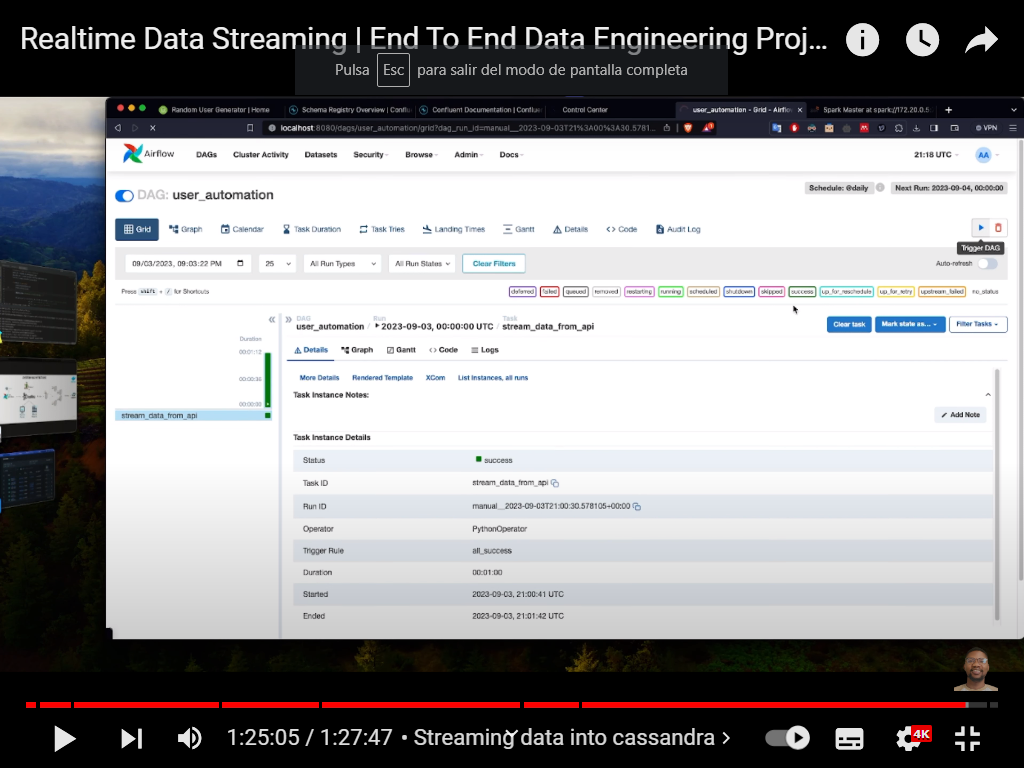 Realtime Data Streaming | End To End Data Engineering Proj...
Pulsa Esc para salir del modo de pantalla completa
Random User Generator | Home
Schema Registry Overview | Conflu
Confluent Documentation | Confluen
Control Center
user_automation - Grid - Airflo
Spark Master at spark://172.20.0.5
localhost:8080/dags/user_automation/grid?dag_run_id=manual__2023-09-03T21%3A00%3A30.5781...
VPN
Airflow DAGs Cluster Activity Datasets Security Browse Admin Docs 21:18 UTC AA
DAG: user_automation
Schedule: @daily Next Run: 2023-09-04, 00:00:00
Grid Graph Calendar Task Duration Task Tries Landing Times Gantt Details Code Audit Log
Trigger DAG
09/03/2023, 09:03:22 PM 25 All Run Types All Run States Clear Filters
Auto-refresh
Press shift + / for Shortcuts
deferred failed queued removed restarting running scheduled shutdown skipped success up_for_reschedule up_for_retry upstream_failed no_status
DAG Run Task
user_automation / 2023-09-03, 00:00:00 UTC / stream_data_from_api
Clear task Mark state as... Filter Tasks
Duration
00:01:12
00:00:36
00:00:00
stream_data_from_api
Details Graph Gantt Code Logs
More Details Rendered Template XCom List Instances, all runs
Task Instance Notes:
Add Note
Task Instance Details
Status success
Task ID stream_data_from_api
Run ID manual__2023-09-03T21:00:30.578105+00:00
Operator PythonOperator
Trigger Rule all_success
Duration 00:01:00
Started 2023-09-03, 21:00:41 UTC
Ended 2023-09-03, 21:01:42 UTC
1:25:05 / 1:27:47 • Streaming data into cassandra
4K